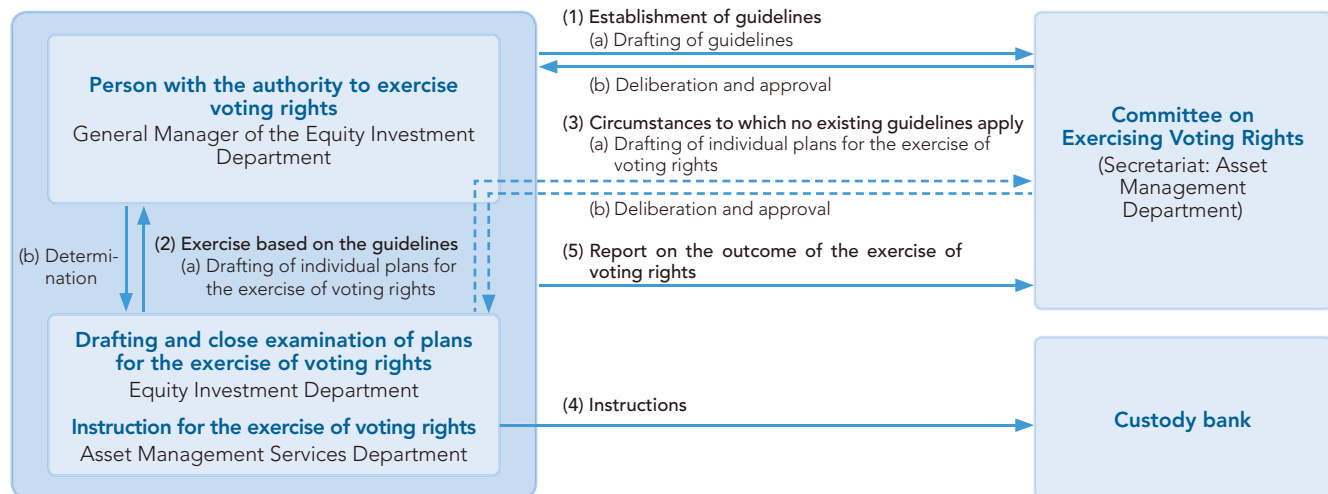 Person with the authority to exercise
voting rights
General Manager of the Equity Investment
Department
(b) Determi-
nation
(2) Exercise based on the guidelines
(a) Drafting of individual plans for
the exercise of voting rights
Drafting and close examination of plans
for the exercise of voting rights
Equity Investment Department
Instruction for the exercise of voting rights
Asset Management Services Department
(1) Establishment of guidelines
(a) Drafting of guidelines
(b) Deliberation and approval
(3) Circumstances to which no existing guidelines apply
(a) Drafting of individual plans for the exercise of
voting rights
(b) Deliberation and approval
(5) Report on the outcome of the exercise of
voting rights
(4) Instructions
Committee on
Exercising Voting Rights
(Secretariat: Asset
Management
Department)
Custody bank